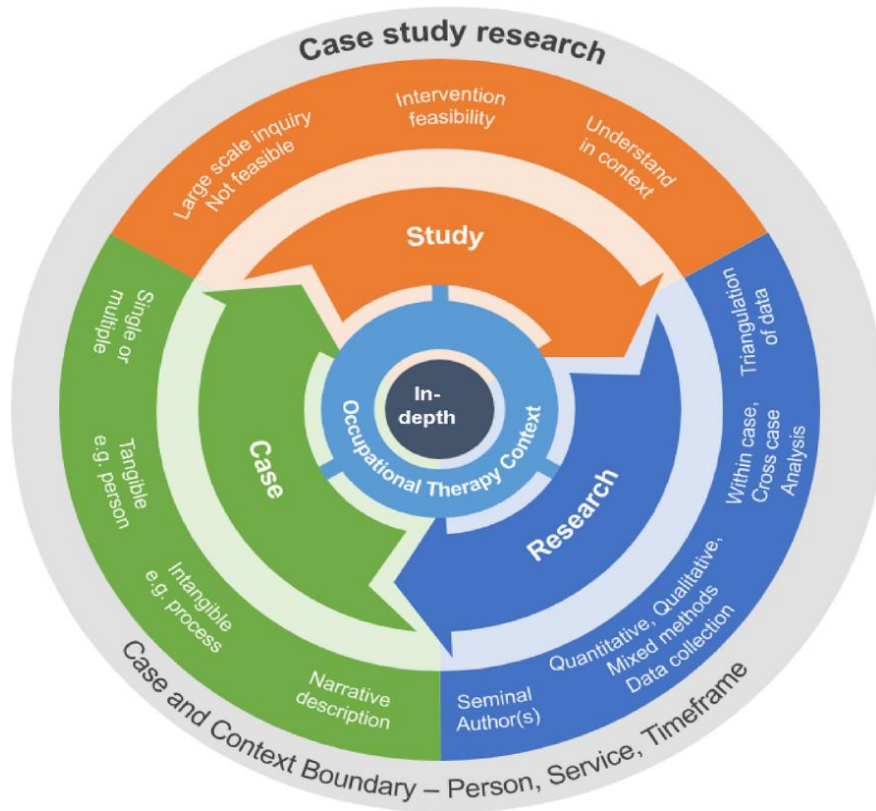 Case study research
Large scale inquiry
Not feasible
Intervention
feasibility
Understand
in context
Study
Single or
multiple
Tangible
e.g. person
Intangible
e.g. process
Narrative
description
Case
In-
depth
Occupational Therapy Context
Research
Triangulation
of data
Within case,
Cross case
Analysis
Quantitative, Qualitative,
Mixed methods
Data collection
Seminal
Author(s)
Case and Context Boundary – Person, Service, Timeframe